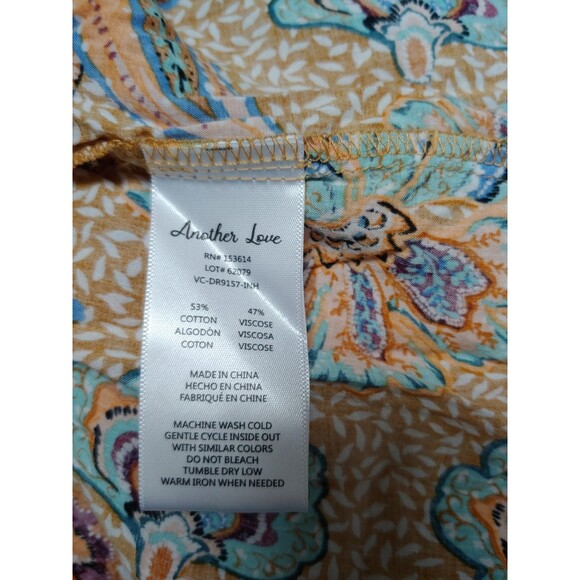 Another Love
RN# 153614
LOT# 62079
VC-DR9157-INH
53% 47%
COTTON VISCOSE
ALGODÓN VISCOSA
COTON VISCOSE
MADE IN CHINA
HECHO EN CHINA
FABRIQUÉ EN CHINE
MACHINE WASH COLD
GENTLE CYCLE INSIDE OUT
WITH SIMILAR COLORS
DO NOT BLEACH
TUMBLE DRY LOW
WARM IRON WHEN NEEDED